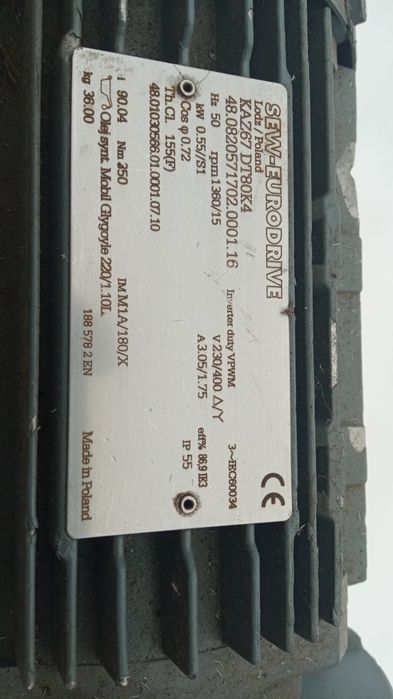 SEW-EURODRIVE
Lodz / Poland
KAZ67 DT80K4
48.0820571702.0001.16
Inverter duty VPWM
3~IEC60034
CE
Hz 50 rpm 1360/15
V 230/400 Δ/Y
kW 0.55//S1
A 3.05/1.75
eff% 86,9 IE3
Cos φ 0.72
IP 55
Th.Cl. 155(F)
48.01030586.01.0001.07.10
i 90.04 Nm 350
IM M1A/180/X
Olej synt. Mobil Glygoyle 220/1.10L
kg 36.00
188 578 2 EN
Made in Poland